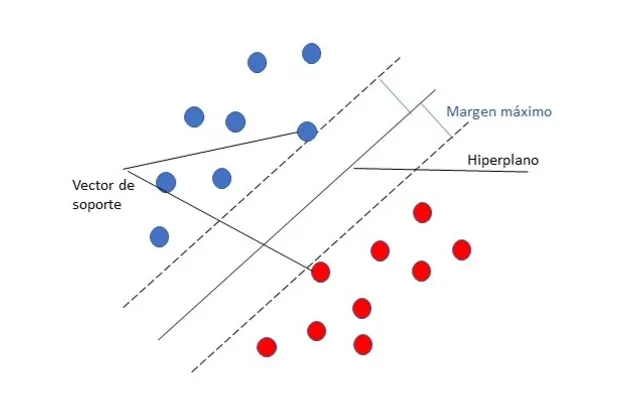 Margen máximo
Hiperplano
Vector de
soporte